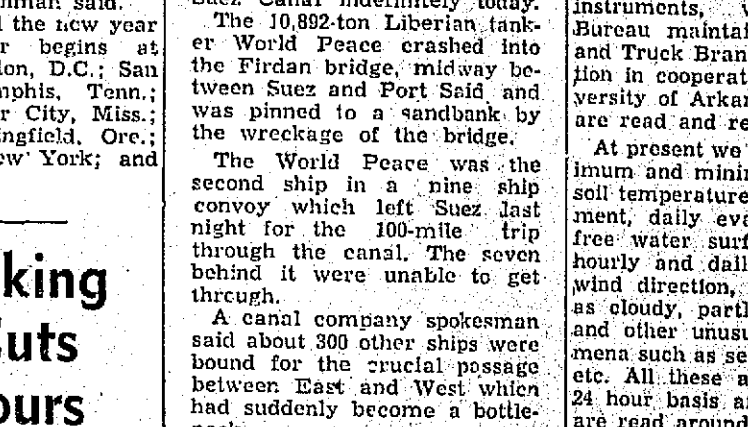 said.
the new year
r begins at
on, D.C.; San
mphis, Tenn.;
r City, Miss.;
ingfield, Ore.;
ew York; and
king
uts
ours
Suez Canal indefinitely today.
The 10,892-ton Liberian tank-
er World Peace crashed into
the Firdan bridge, midway be-
tween Suez and Port Said and
was pinned to a sandbank by
the wreckage of the bridge.
The World Peace was the
second ship in a nine ship
convoy which left Suez last
night for the 100-mile trip
through the canal. The seven
behind it were unable to get
through.
A canal company spokesman
said about 300 other ships were
bound for the crucial passage
between East and West which
had suddenly become a bottle-
instruments,
Bureau maintai
and Truck Bran
tion in cooperat
versity of Arka
are read and re
At present we
imum and minin
soil temperature
ment, daily eva
free water surf
hourly and dail
wind direction,
as cloudy, partl
and other unusu
mena such as se
etc. All these a
24 hour basis a
are read around